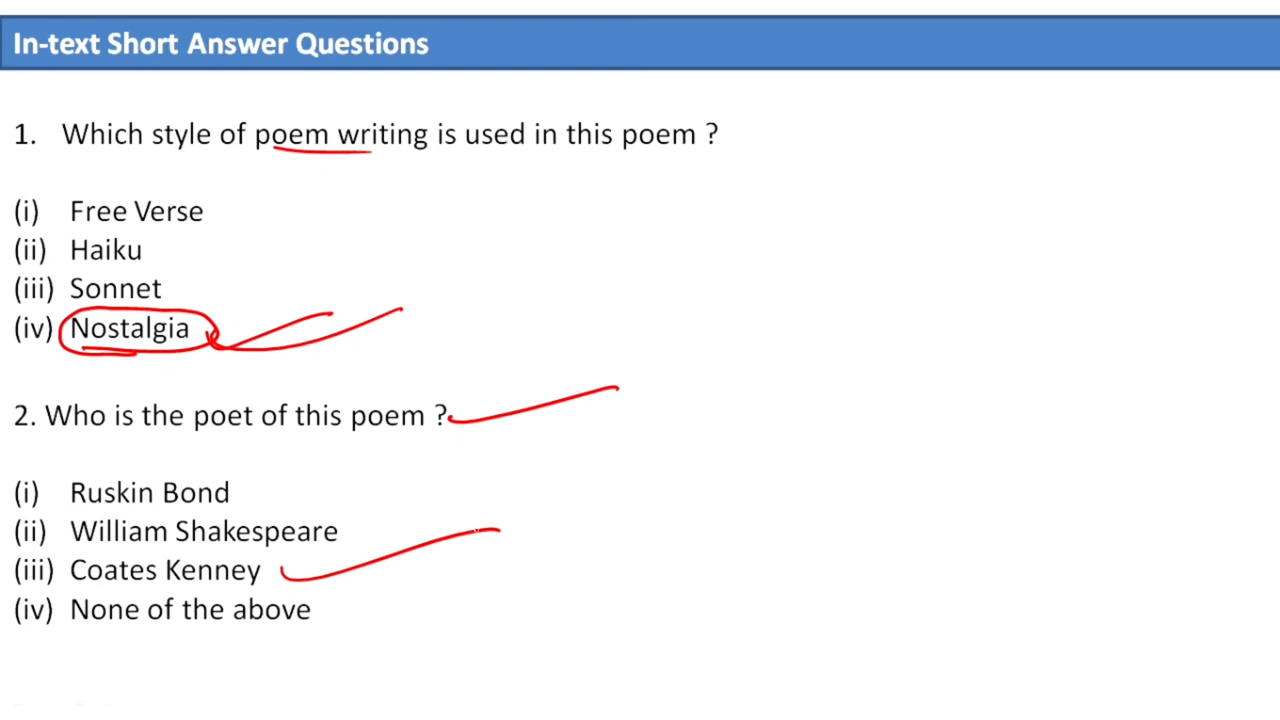 In-text Short Answer Questions
1. Which style of poem writing is used in this poem ?
(i) Free Verse
(ii) Haiku
(iii) Sonnet
(iv) Nostalgia
2. Who is the poet of this poem ?
(i) Ruskin Bond
(ii) William Shakespeare
(iii) Coates Kenney
(iv) None of the above